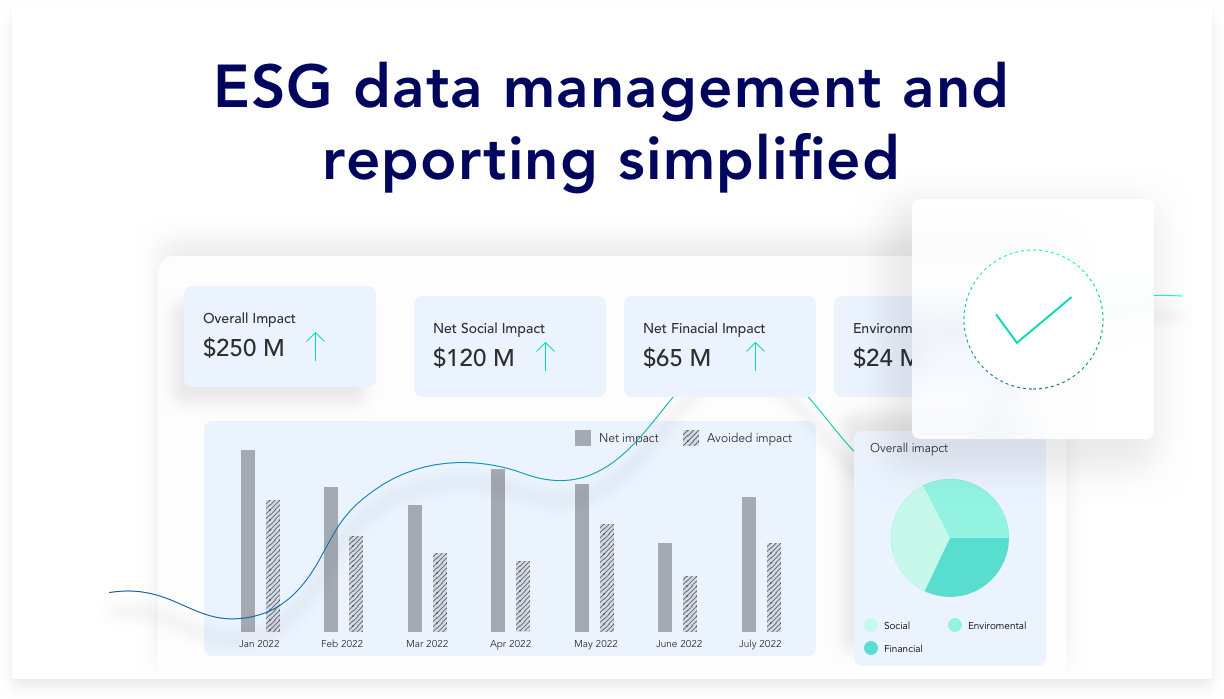 ESG data management and
reporting simplified
Overall Impact
$250 M
Net Social Impact
$120 M
Net Finacial Impact
$65 M
Environm
$24 M
Net impact
Avoided impact
Jan 2022
Feb 2022
Mar 2022
Apr 2022
May 2022
June 2022
July 2022
Overall imapct
Social
Enviromental
Financial